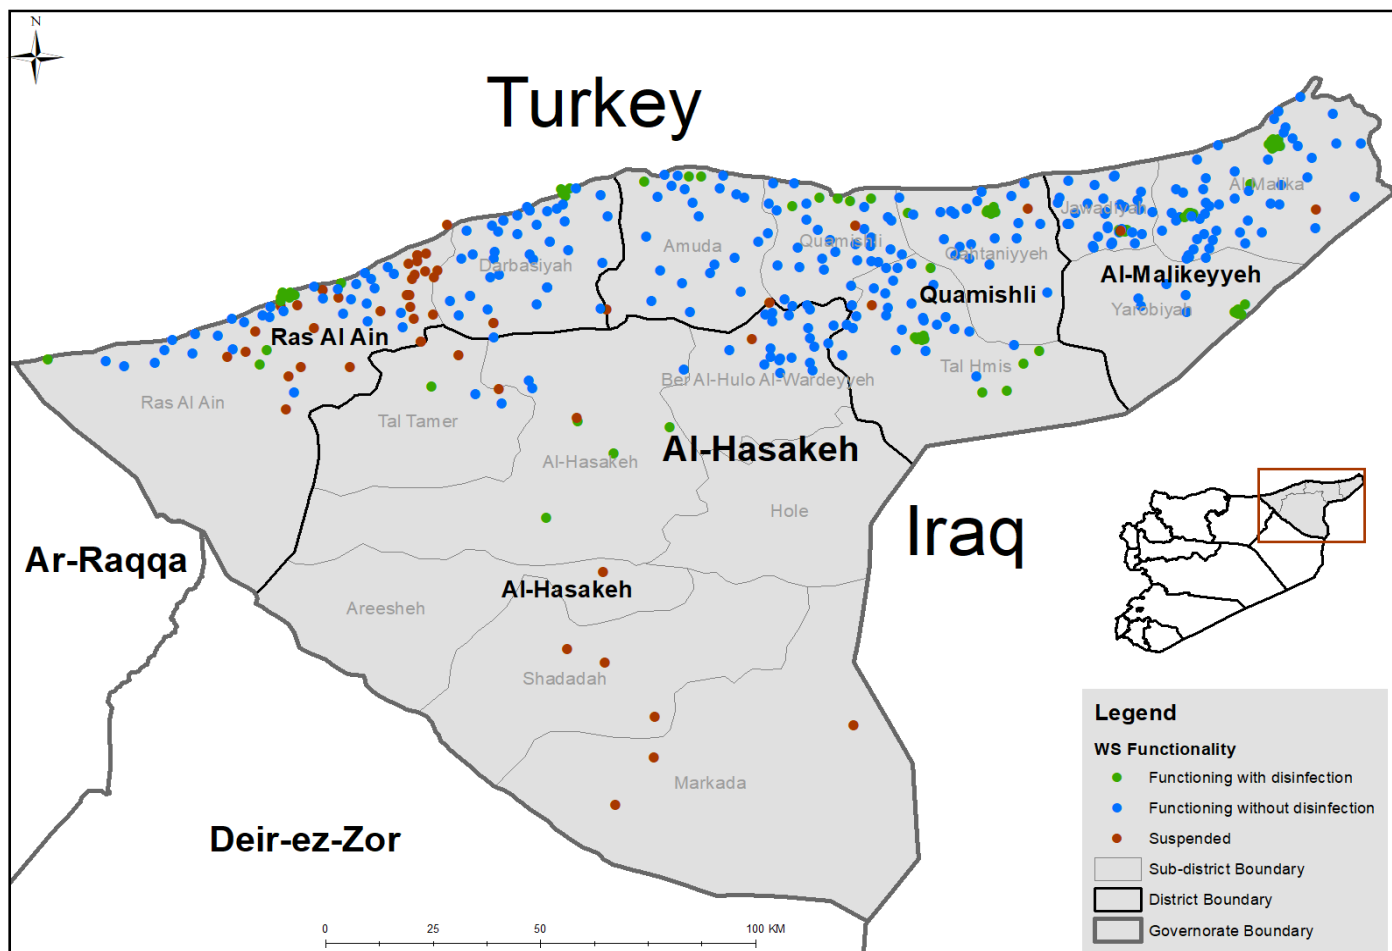 N
Turkey
Al Malika
Jawadiyah
Quamishli
Amuda
Qahtaniyyeh
Darbasiyah
Al-Malikeyyeh
Quamishli
Yarobiyah
Ras Al Ain
Tal Hmis
Ber Al-Hulo Al-Wardeyyeh
Ras Al Ain
Tal Tamer
Al-Hasakeh
Al-Hasakeh
Hole
Iraq
Ar-Raqqa
Al-Hasakeh
Areesheh
Shadadah
Markada
Deir-ez-Zor
Legend
WS Functionality
Functioning with disinfection
Functioning without disinfection
Suspended
Sub-district Boundary
District Boundary
Governorate Boundary
0 25 50 100 KM